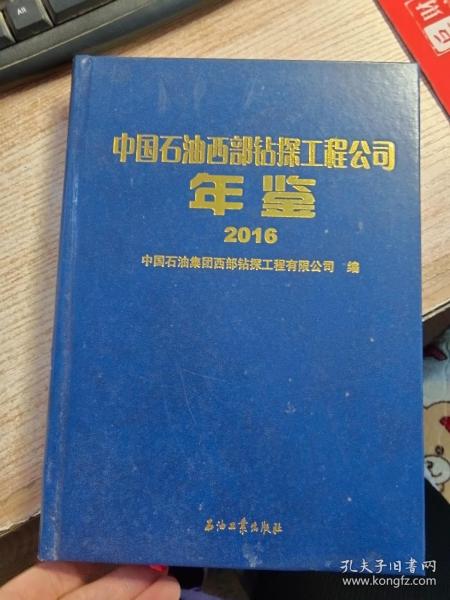 中国石油西部钻探工程公司
年鉴
2016
中国石油集团西部钻探工程有限公司 编
石油工业出版社
孔夫子旧书网
www.kongfz.com